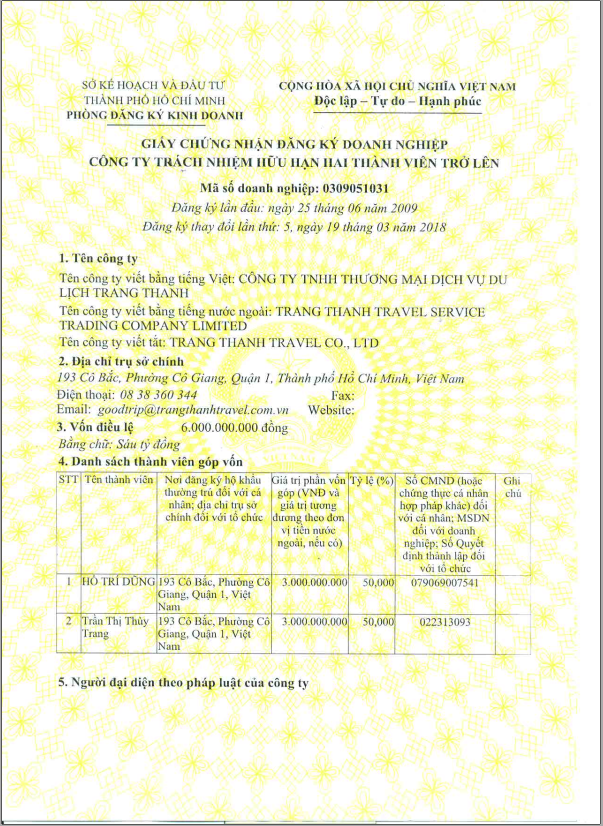 SỞ KẾ HOẠCH VÀ ĐẦU TƯ
THÀNH PHỐ HỒ CHÍ MINH
PHÒNG ĐĂNG KÝ KINH DOANH
CỘNG HÒA XÃ HỘI CHỦ NGHĨA VIỆT NAM
Độc lập – Tự do – Hạnh phúc
GIẤY CHỨNG NHẬN ĐĂNG KÝ DOANH NGHIỆP
CÔNG TY TRÁCH NHIỆM HỮU HẠN HAI THÀNH VIÊN TRỞ LÊN
Mã số doanh nghiệp: 0309051031
Đăng ký lần đầu: ngày 25 tháng 06 năm 2009
Đăng ký thay đổi lần thứ: 5, ngày 19 tháng 03 năm 2018
1. Tên công ty
Tên công ty viết bằng tiếng Việt: CÔNG TY TNHH THƯƠNG MẠI DỊCH VỤ DU
LỊCH TRANG THANH
Tên công ty viết bằng tiếng nước ngoài: TRANG THANH TRAVEL SERVICE
TRADING COMPANY LIMITED
Tên công ty viết tắt: TRANG THANH TRAVEL CO., LTD
2. Địa chỉ trụ sở chính
193 Cô Bắc, Phường Cô Giang, Quận 1, Thành phố Hồ Chí Minh, Việt Nam
Điện thoại: 08 38 360 344 Fax:
Email: goodtrip@trangthanhtravel.com.vn Website:
3. Vốn điều lệ 6.000.000.000 đồng
Bằng chữ: Sáu tỷ đồng
4. Danh sách thành viên góp vốn
STT Tên thành viên Nơi đăng ký hộ khẩu Giá trị phần vốn Tỷ lệ (%) Số CMND (hoặc Ghi
thường trú đối với cá góp (VNĐ và chứng thực cá nhân chú
nhân; địa chỉ trụ sở giá trị tương hợp pháp khác) đối
chính đối với tổ chức dương theo đơn với cá nhân; MSDN
vị tiền nước đối với doanh
ngoài, nếu có) nghiệp; Số Quyết
định thành lập đối
với tổ chức
1 HỒ TRÍ DŨNG 193 Cô Bắc, Phường Cô 3.000.000.000 50,000 079069007541
Giang, Quận 1, Việt
Nam
2 Trần Thị Thùy 193 Cô Bắc, Phường Cô 3.000.000.000 50,000 022313093
Trang Giang, Quận 1, Việt
Nam
5. Người đại diện theo pháp luật của công ty